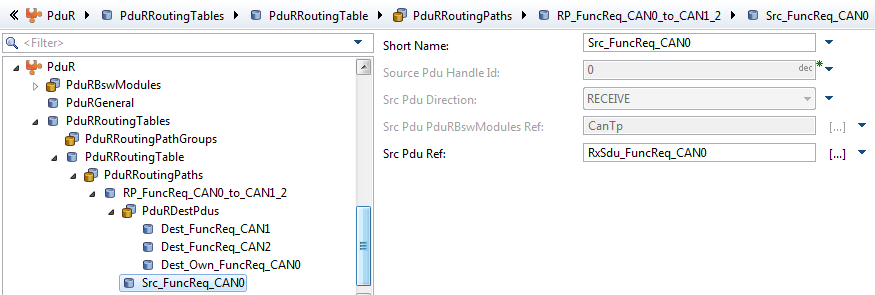 PduR PduRRoutingTables PduRRoutingTable PduRRoutingPaths RP_FuncReq_CAN0_to_CAN1_2 Src_FuncReq_CAN0
<Filter>
PduR
PduRBswModules
PduRGeneral
PduRRoutingTables
PduRRoutingPathGroups
PduRRoutingTable
PduRRoutingPaths
RP_FuncReq_CAN0_to_CAN1_2
PduRDestPdus
Dest_FuncReq_CAN1
Dest_FuncReq_CAN2
Dest_Own_FuncReq_CAN0
Src_FuncReq_CAN0
Short Name: Src_FuncReq_CAN0
Source Pdu Handle Id: 0 dec *
Src Pdu Direction: RECEIVE
Src Pdu PduRBswModules Ref: CanTp [...]
Src Pdu Ref: RxSdu_FuncReq_CAN0 [...]